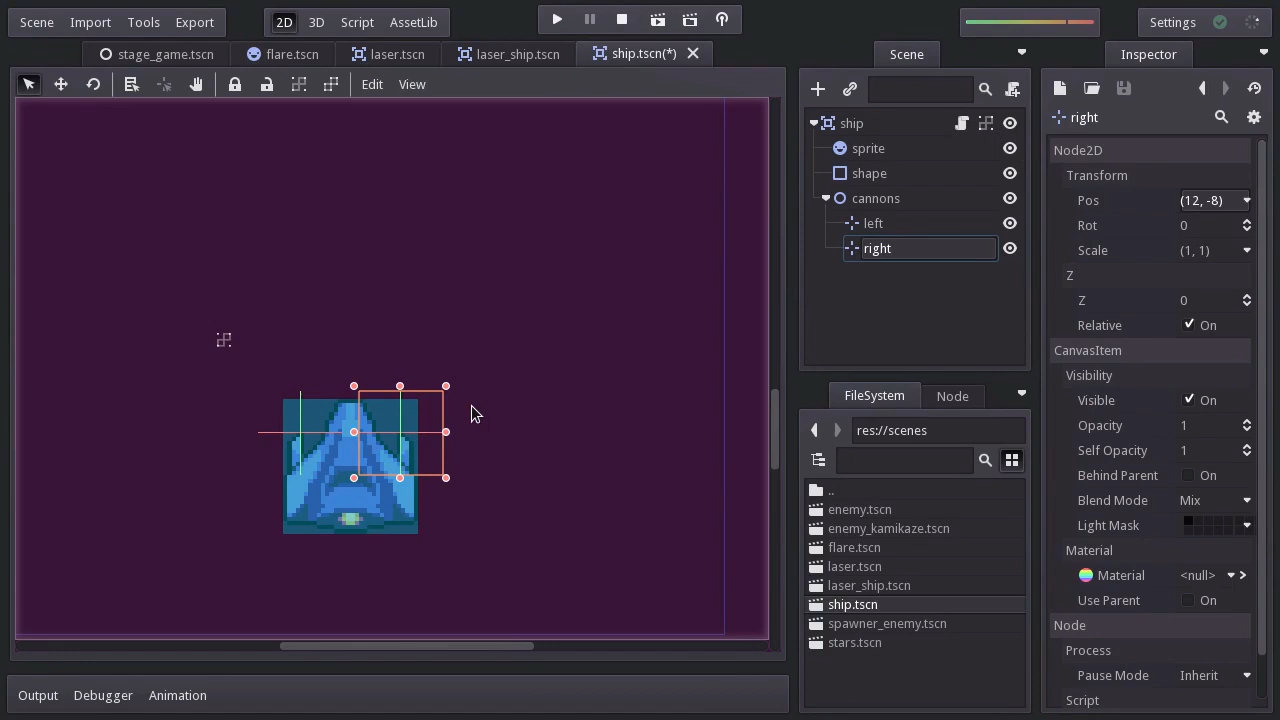 Scene Import Tools Export 2D 3D Script AssetLib Settings
stage_game.tscn flare.tscn laser.tscn laser_ship.tscn ship.tscn(*)
Edit View
Scene
ship
sprite
shape
cannons
left
right
FileSystem Node
res://scenes
..
enemy.tscn
enemy_kamikaze.tscn
flare.tscn
laser.tscn
laser_ship.tscn
ship.tscn
spawner_enemy.tscn
stars.tscn
Inspector
right
Node2D
Transform
Pos (12, -8)
Rot 0
Scale (1, 1)
Z
Z 0
Relative On
CanvasItem
Visibility
Visible On
Opacity 1
Self Opacity 1
Behind Parent On
Blend Mode Mix
Light Mask
Material
Material <null>
Use Parent On
Node
Process
Pause Mode Inherit
Script
Output Debugger Animation